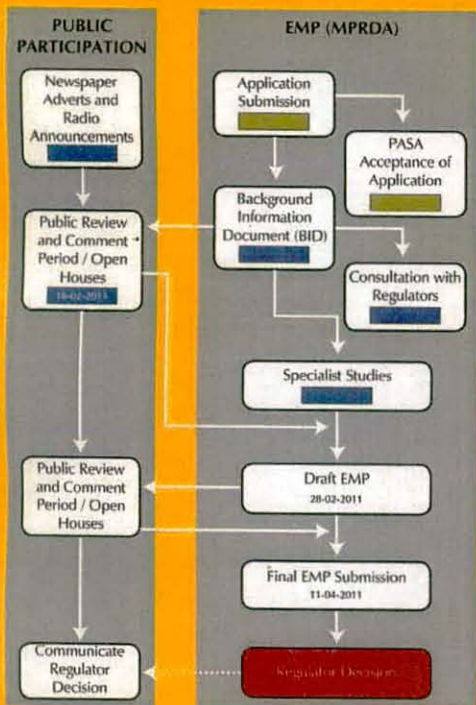 PUBLIC
PARTICIPATION
Newspaper
Adverts and
Radio
Announcements
Public Review
and Comment
Period / Open
Houses
Public Review
and Comment
Period / Open
Houses
Communicate
Regulator
Decision
EMP (MPRDA)
Application
Submission
PASA
Acceptance of
Application
Background
Information
Document (BID)
Consultation with
Regulators
Specialist Studies
Draft EMP
28-02-2011
Final EMP Submission
11-04-2011
Regulator Decision